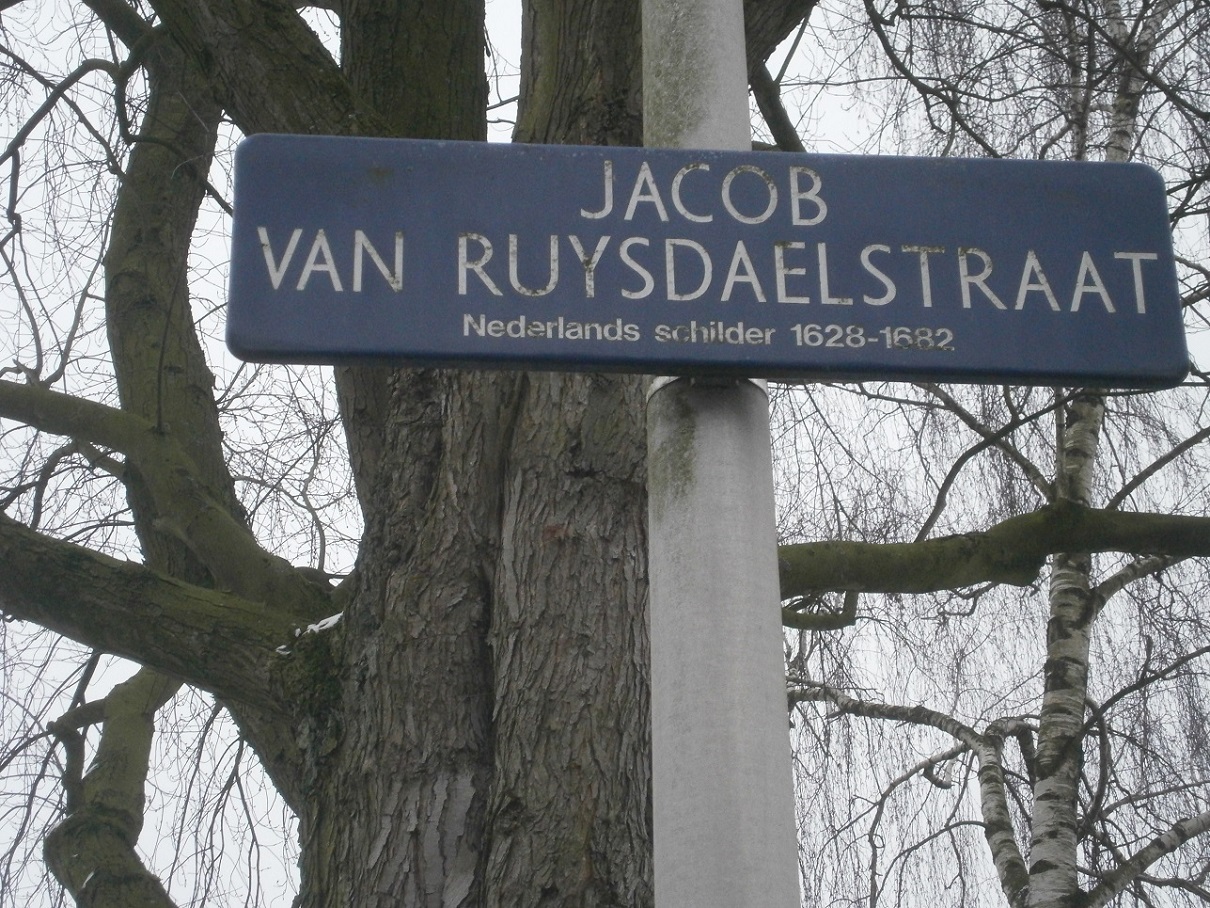 JACOB
VAN RUYSDAELSTRAAT
Nederlands schilder 1628-1682